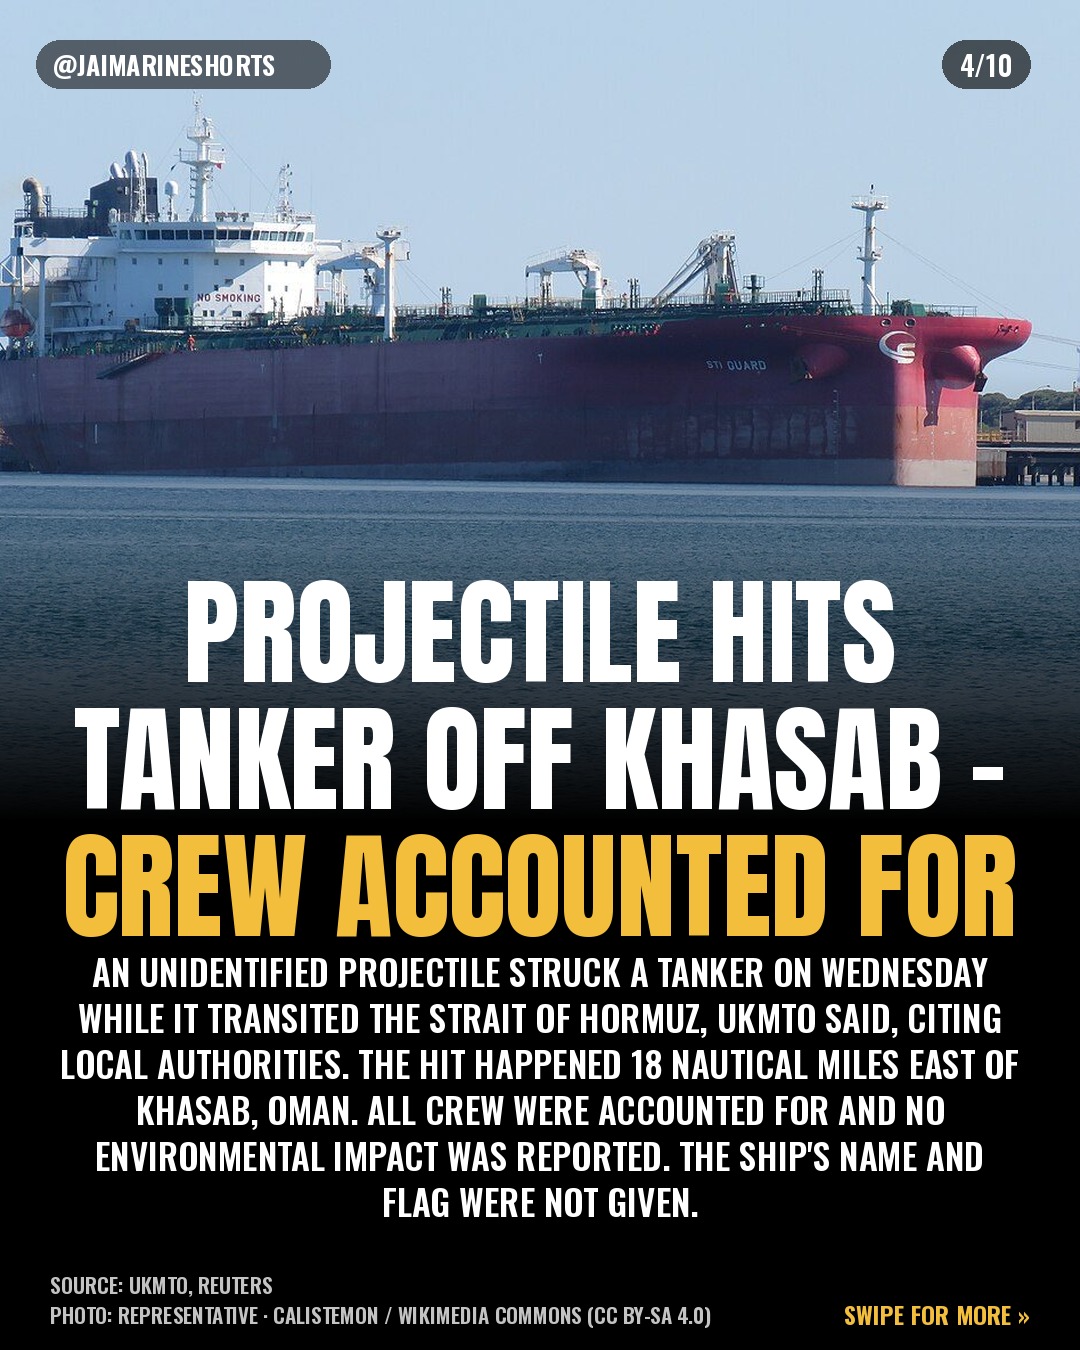 @JAIMARINESHORTS
4/10
NO SMOKING
STI GUARD
PROJECTILE HITS
TANKER OFF KHASAB -
CREW ACCOUNTED FOR
AN UNIDENTIFIED PROJECTILE STRUCK A TANKER ON WEDNESDAY
WHILE IT TRANSITED THE STRAIT OF HORMUZ, UKMTO SAID, CITING
LOCAL AUTHORITIES. THE HIT HAPPENED 18 NAUTICAL MILES EAST OF
KHASAB, OMAN. ALL CREW WERE ACCOUNTED FOR AND NO
ENVIRONMENTAL IMPACT WAS REPORTED. THE SHIP'S NAME AND
FLAG WERE NOT GIVEN.
SOURCE: UKMTO, REUTERS
PHOTO: REPRESENTATIVE · CALISTEMON / WIKIMEDIA COMMONS (CC BY-SA 4.0)
SWIPE FOR MORE »